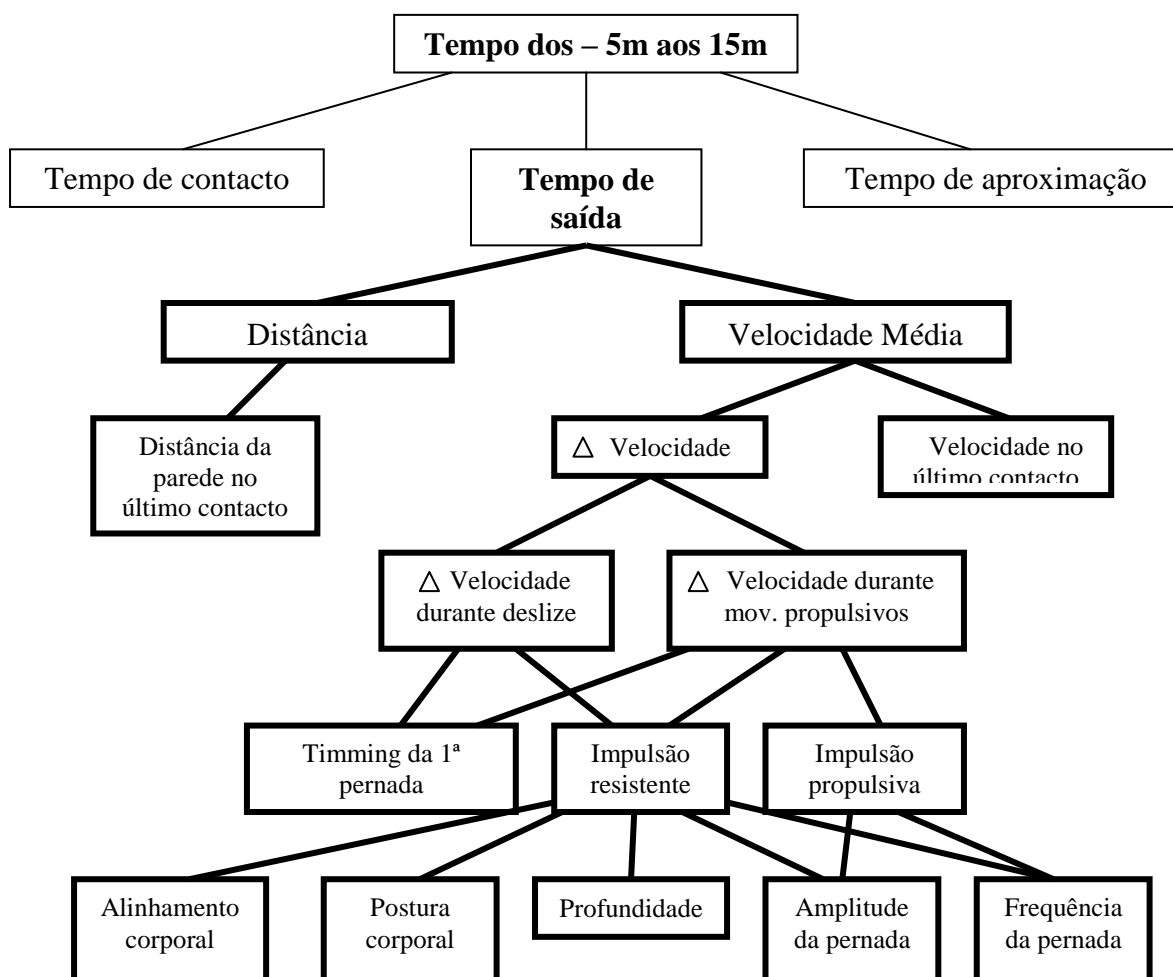 Tempo dos – 5m aos 15m
Tempo de contacto
Tempo de
saída
Tempo de aproximação
Distância
Velocidade Média
Distância da
parede no
último contacto
△ Velocidade
Velocidade no
último contacto
△ Velocidade
durante deslize
△ Velocidade durante
mov. propulsivos
Timming da 1ª
pernada
Impulsão
resistente
Impulsão
propulsiva
Alinhamento
corporal
Postura
corporal
Profundidade
Amplitude
da pernada
Frequência
da pernada